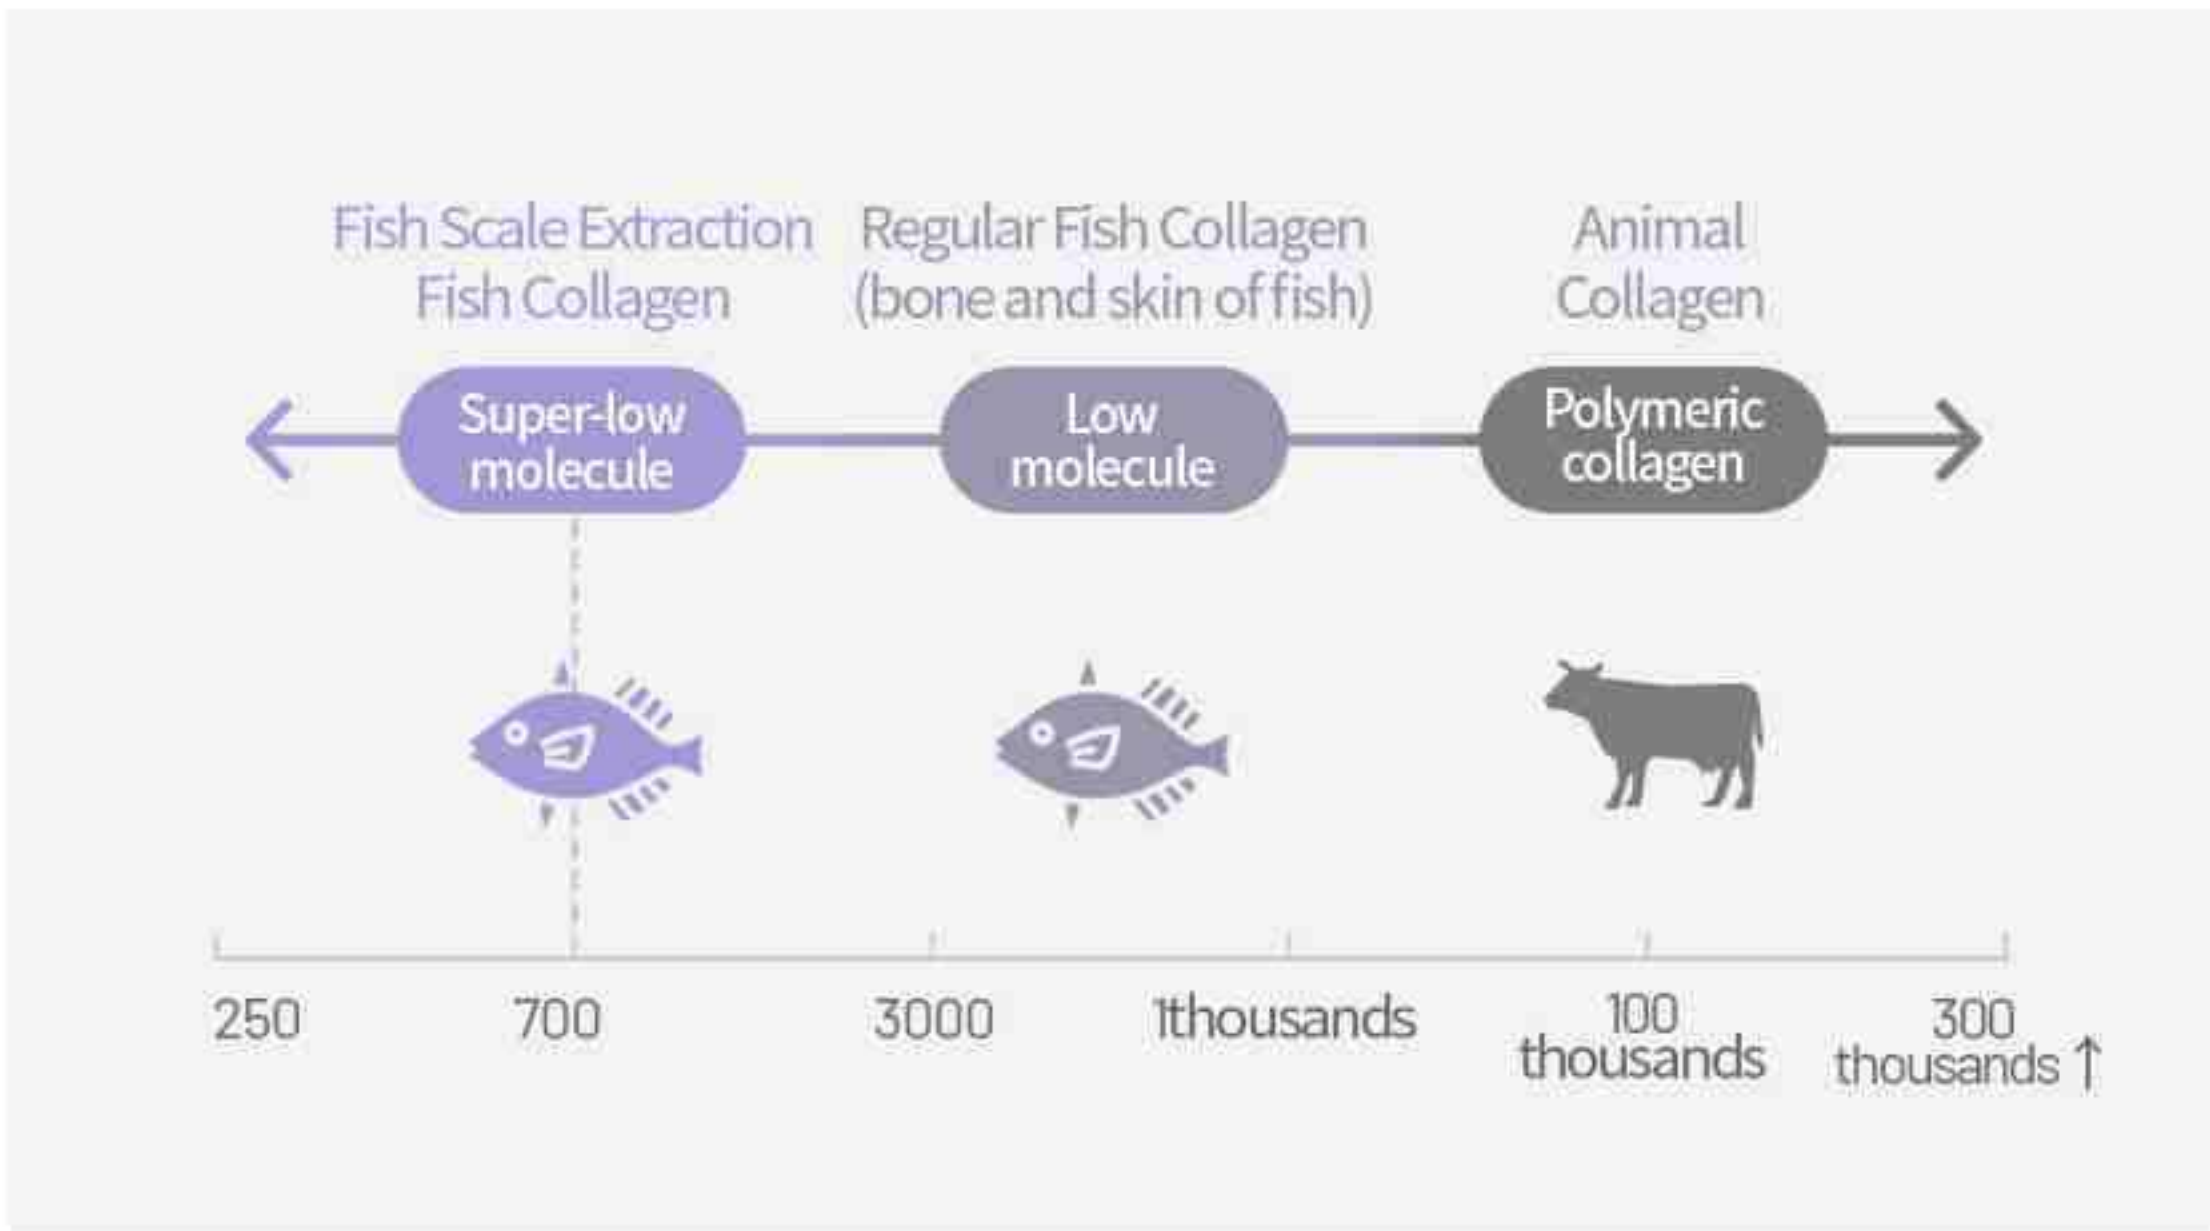 Fish Scale Extraction
Fish Collagen
Regular Fish Collagen
(bone and skin of fish)
Animal
Collagen
Super-low
molecule
Low
molecule
Polymeric
collagen
250
700
3000
1thousands
100
thousands
300
thousands ↑